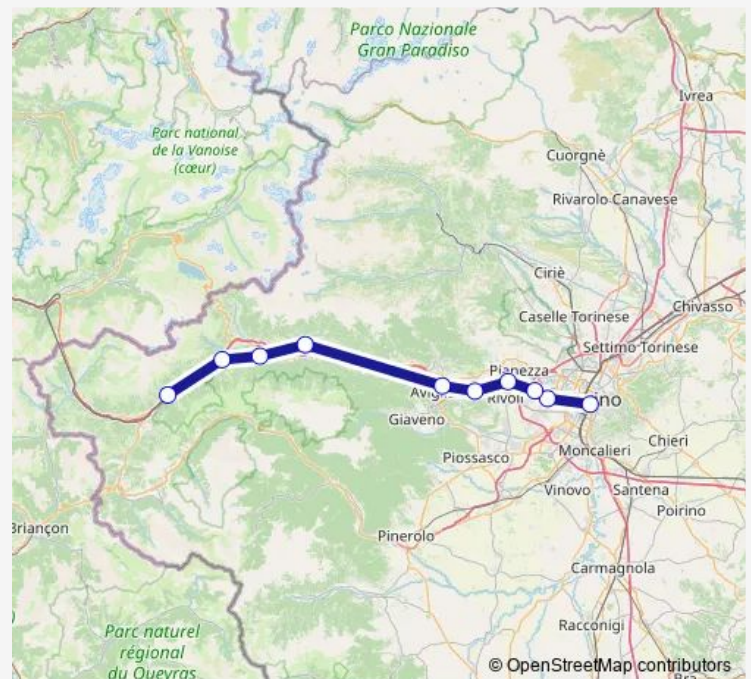 Parco Nazionale
Gran Paradiso
Ivrea
Parc national
de la Vanoise
(cœur)
Cuorgnè
Rivarolo Canavese
Ciriè
Chivasso
Caselle Torinese
Settimo Torinese
Pianezza
Rivoli
ino
Giaveno
Chieri
Moncalieri
Piossasco
Vinovo
Santena
Poirino
Briançon
Pinerolo
Carmagnola
Racconigi
Parc naturel
régional
du Queyras
Bra
© OpenStreetMap contributors